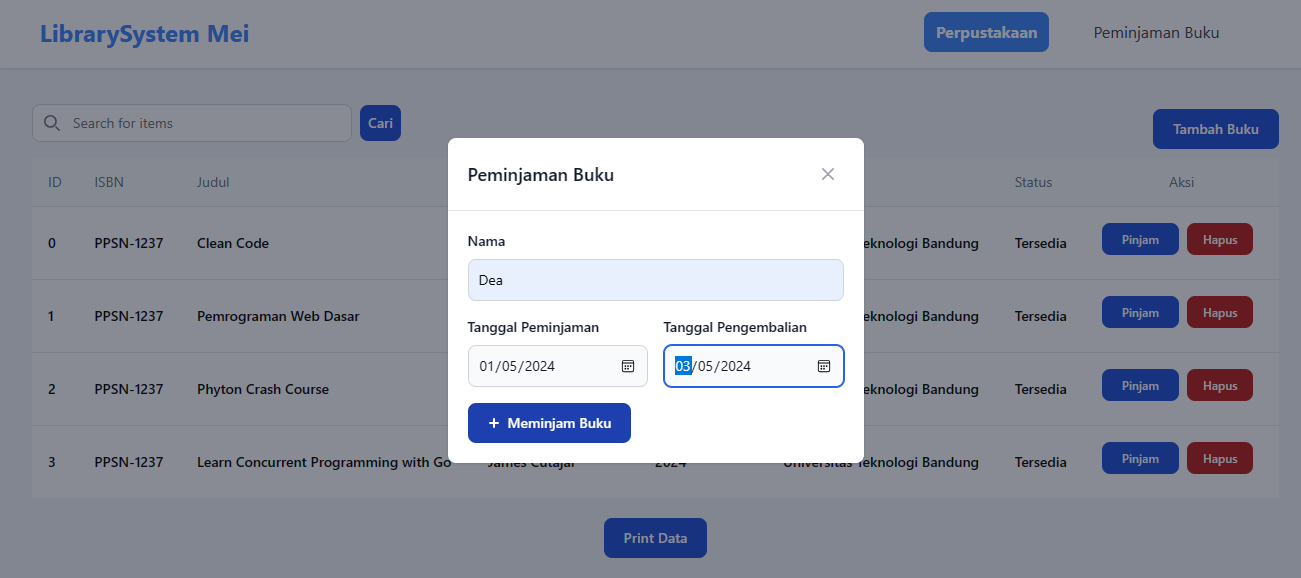 LibrarySystem Mei
Perpustakaan
Peminjaman Buku
Search for items
Cari
Tambah Buku
ID ISBN Judul Status Aksi
0 PPSN-1237 Clean Code Teknologi Bandung Tersedia Pinjam Hapus
1 PPSN-1237 Pemrograman Web Dasar Teknologi Bandung Tersedia Pinjam Hapus
2 PPSN-1237 Phyton Crash Course Teknologi Bandung Tersedia Pinjam Hapus
3 PPSN-1237 Learn Concurrent Programming with Go James Cutajar 2024 Universitas Teknologi Bandung Tersedia Pinjam Hapus
Peminjaman Buku
Nama
Dea
Tanggal Peminjaman Tanggal Pengembalian
01/05/2024 03/05/2024
+ Meminjam Buku
Print Data